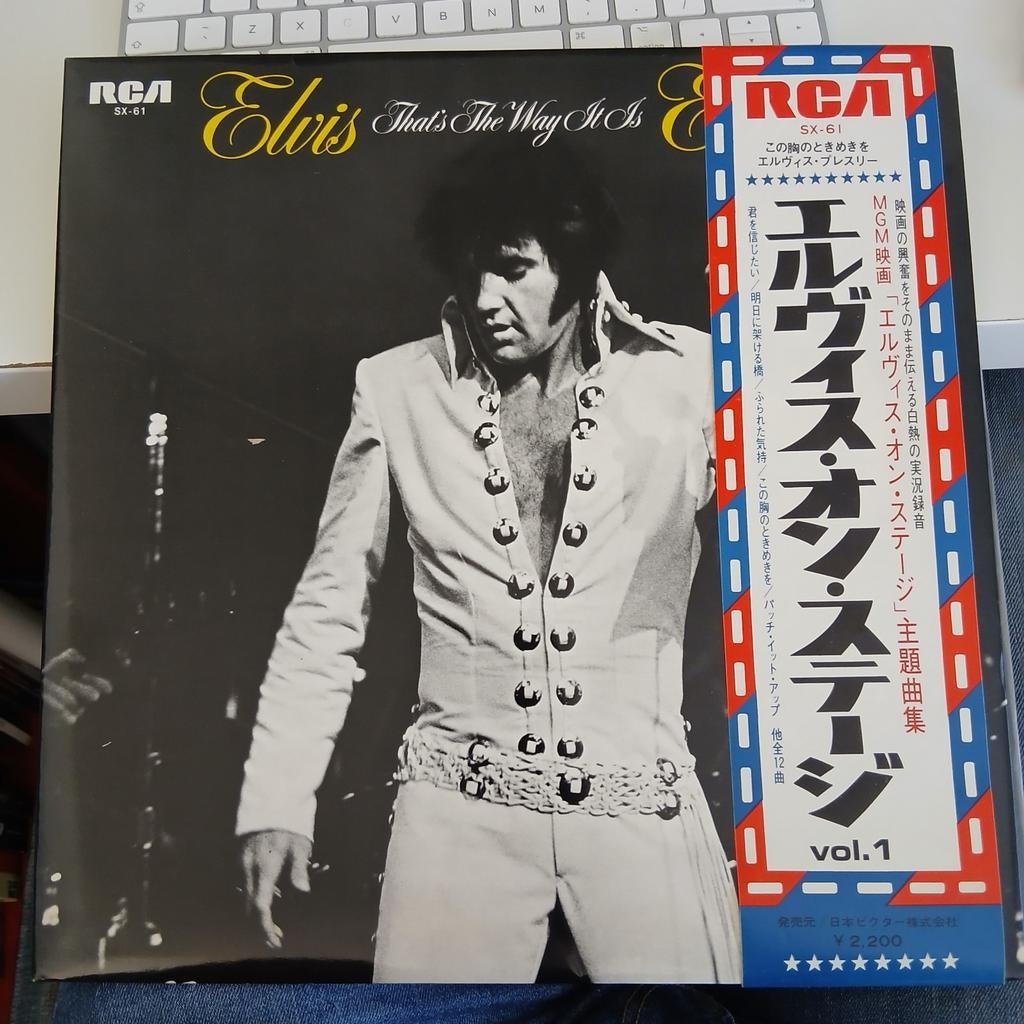 Z X C V B N M
⌘
option
RCA
SX-61
Elvis That's The Way It Is E
RCA
SX-61
この胸のときめきを
エルヴィス・プレスリー
★★★★★★★★★★
映画の興奮をそのまま伝える白熱の実況録音
MGM映画「エルヴィス・オン・ステージ」主題曲集
エルヴィス・オン・ステージ
vol.1
君を信じたい/明日に架ける橋/ふられた気持/この胸のときめきを/パッチ・イット・アップ 他全12曲
発売元/日本ビクター株式会社
¥2,200
★★★★★★★★